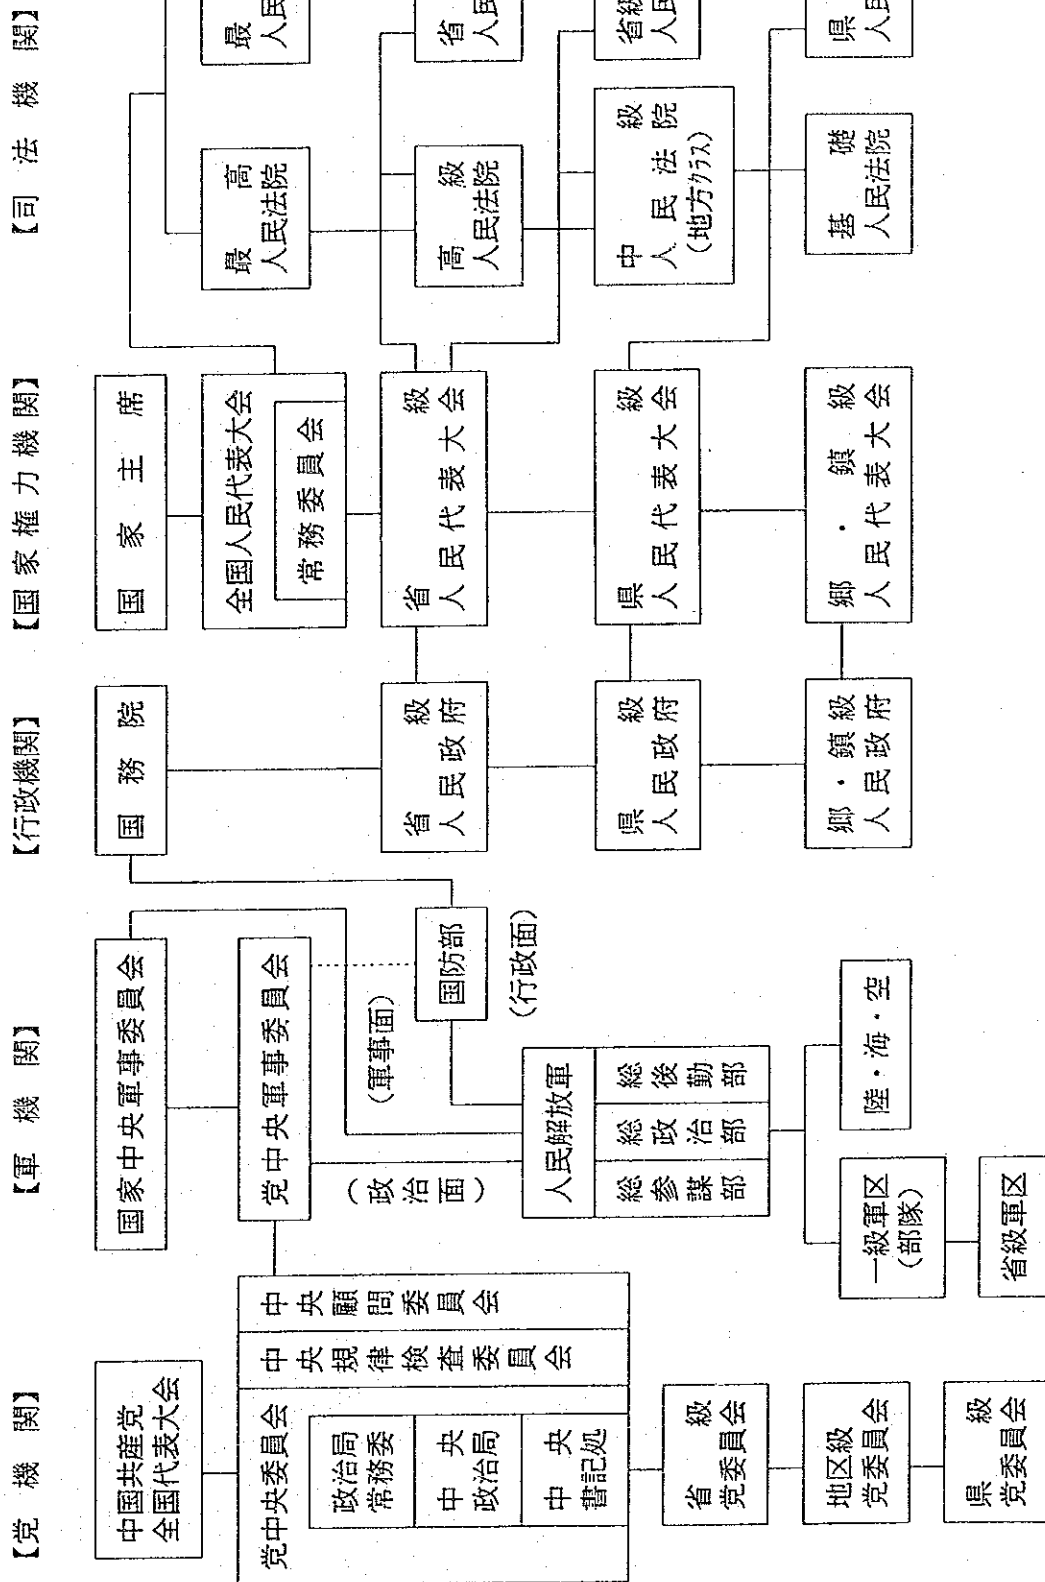 【党機関】
中国共産党
全国代表大会
党中央委員会
政治局
常務委
中央
政治局
中央
書記処
中央規律検査委員会
中央顧問委員会
省級
党委員会
地区級
党委員会
県級
党委員会
【軍機関】
国家中央軍事委員会
党中央軍事委員会
(政治面)
(軍事面)
国防部
(行政面)
人民解放軍
総参謀部
総政治部
総後勤部
一級軍区
(部隊)
省級軍区
陸・海・空
【行政機関】
国務院
省級
人民政府
県級
人民政府
郷・鎮級
人民政府
【国家権力機関】
国家主席
全国人民代表大会
常務委員会
省級
人民代表大会
県級
人民代表大会
郷・鎮級
人民代表大会
【司法機関】
最高
人民法院
高級
人民法院
中級
人民法院
(地方クラス)
基礎
人民法院
最
人民
省
人民
省級
人民
県
人民